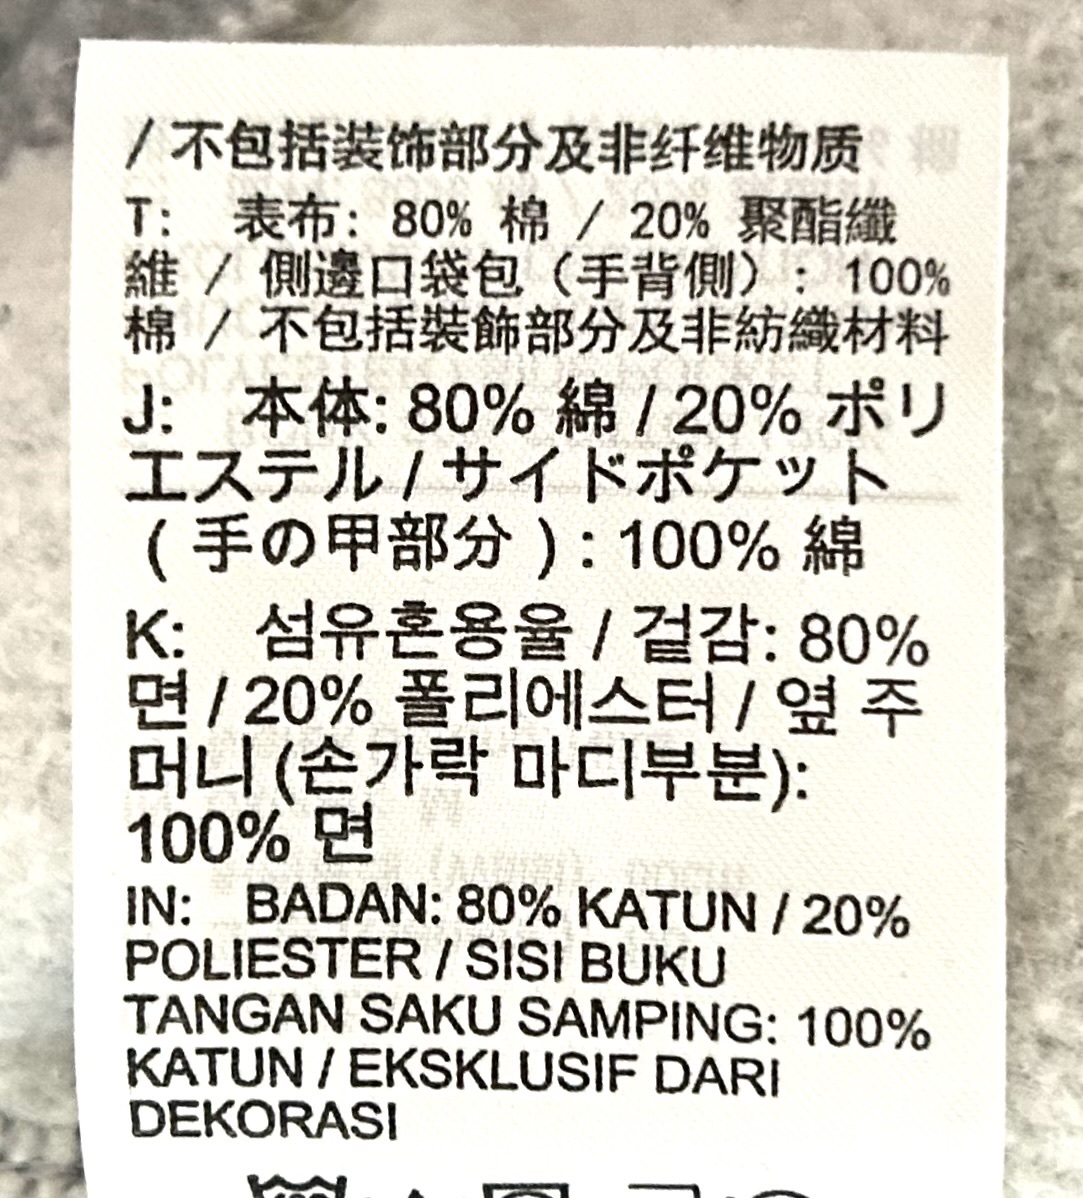 / 不包括装饰部分及非纤维物质
T: 表布: 80% 棉 / 20% 聚酯纖
維 / 側邊口袋包（手背側）: 100%
棉 / 不包括裝飾部分及非紡織材料
J: 本体: 80% 綿 / 20% ポリ
エステル / サイドポケット
( 手の甲部分 ) : 100% 綿
K: 섬유혼용율 / 겉감: 80%
면 / 20% 폴리에스터 / 옆 주
머니 (손가락 마디부분):
100% 면
IN: BADAN: 80% KATUN / 20%
POLIESTER / SISI BUKU
TANGAN SAKU SAMPING: 100%
KATUN / EKSKLUSIF DARI
DEKORASI